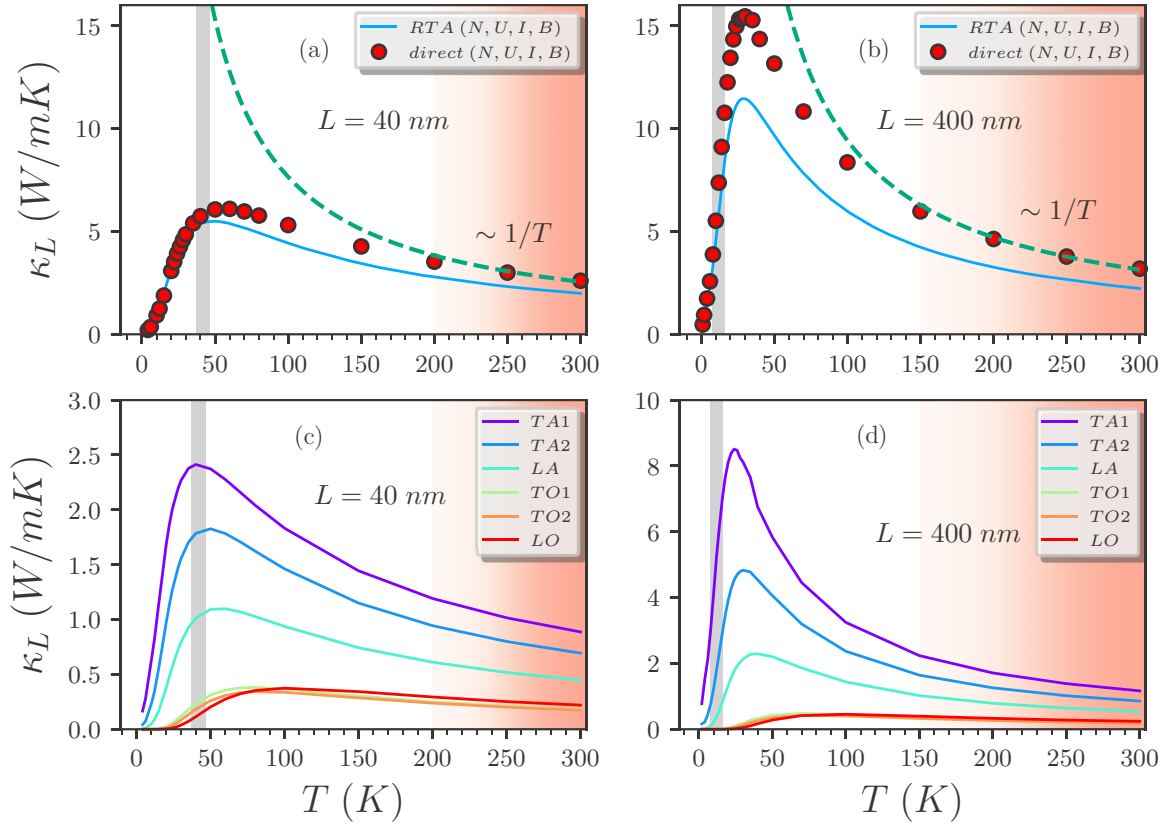 RTA (N, U, I, B)
direct (N, U, I, B)
(a)
L = 40 nm
~ 1/T
κ_L (W/mK)
15
10
5
0
0 50 100 150 200 250 300
RTA (N, U, I, B)
direct (N, U, I, B)
(b)
L = 400 nm
~ 1/T
15
10
5
0
0 50 100 150 200 250 300
TA1
TA2
LA
TO1
TO2
LO
(c)
L = 40 nm
κ_L (W/mK)
3.0
2.5
2.0
1.5
1.0
0.5
0.0
0 50 100 150 200 250 300
T (K)
TA1
TA2
LA
TO1
TO2
LO
(d)
L = 400 nm
10
8
6
4
2
0
0 50 100 150 200 250 300
T (K)